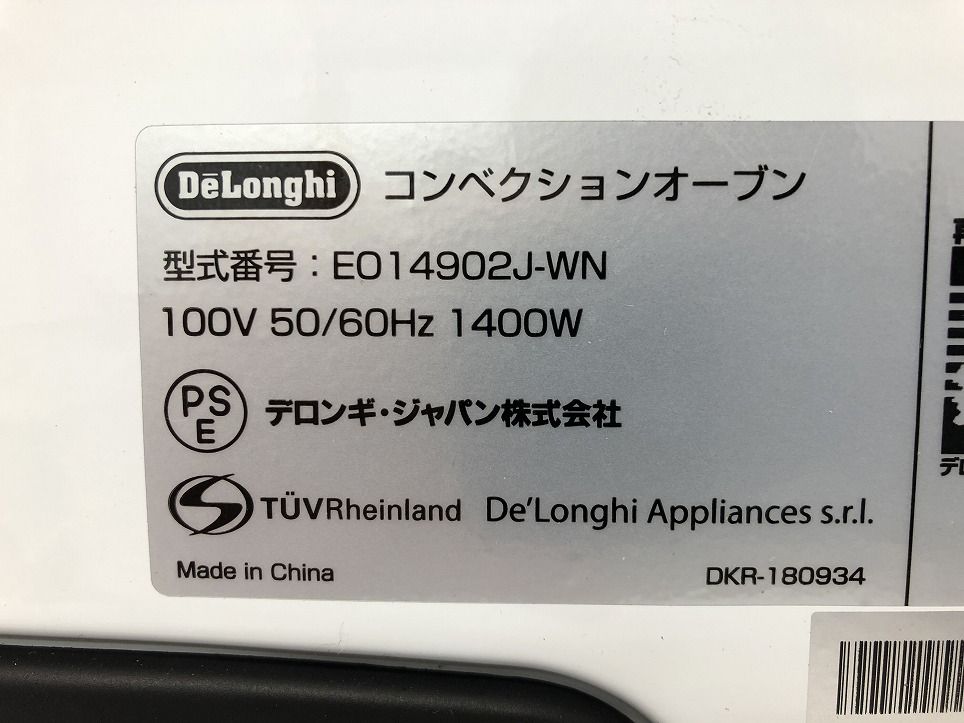 DēLonghi コンベクションオーブン
型式番号：EO14902J-WN
100V 50/60Hz 1400W
PS
E
デロンギ・ジャパン株式会社
TÜVRheinland De'Longhi Appliances s.r.l.
Made in China DKR-180934